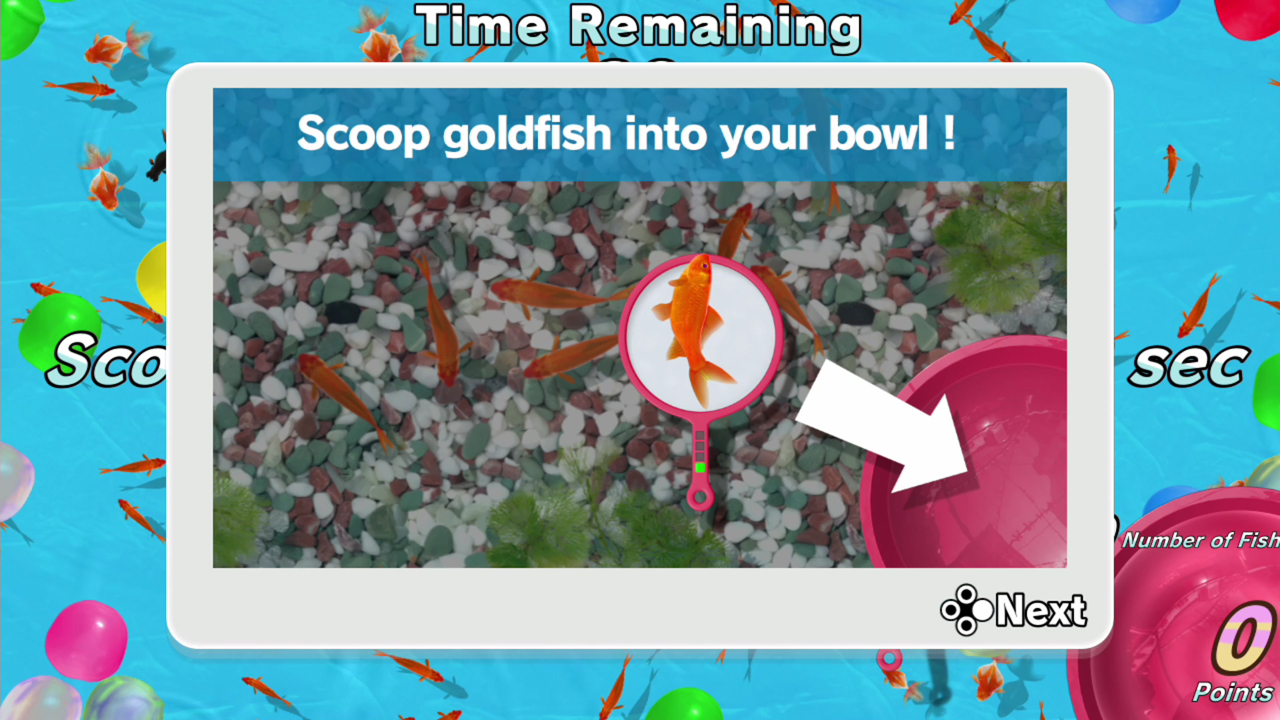 Time Remaining
Scoop goldfish into your bowl !
Sco
sec
Number of Fish
0
Points
Next